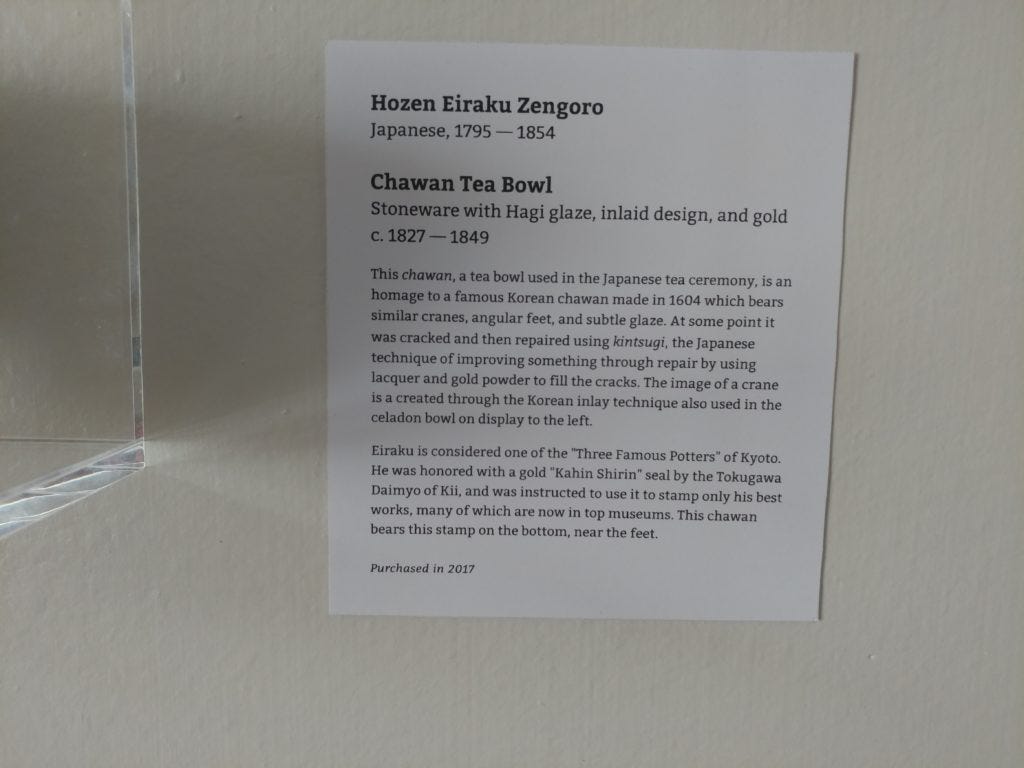 Hozen Eiraku Zengoro
Japanese, 1795 — 1854
Chawan Tea Bowl
Stoneware with Hagi glaze, inlaid design, and gold
c. 1827 — 1849
This chawan, a tea bowl used in the Japanese tea ceremony, is an
homage to a famous Korean chawan made in 1604 which bears
similar cranes, angular feet, and subtle glaze. At some point it
was cracked and then repaired using kintsugi, the Japanese
technique of improving something through repair by using
lacquer and gold powder to fill the cracks. The image of a crane
is a created through the Korean inlay technique also used in the
celadon bowl on display to the left.
Eiraku is considered one of the "Three Famous Potters" of Kyoto.
He was honored with a gold "Kahin Shirin" seal by the Tokugawa
Daimyo of Kii, and was instructed to use it to stamp only his best
works, many of which are now in top museums. This chawan
bears this stamp on the bottom, near the feet.
Purchased in 2017